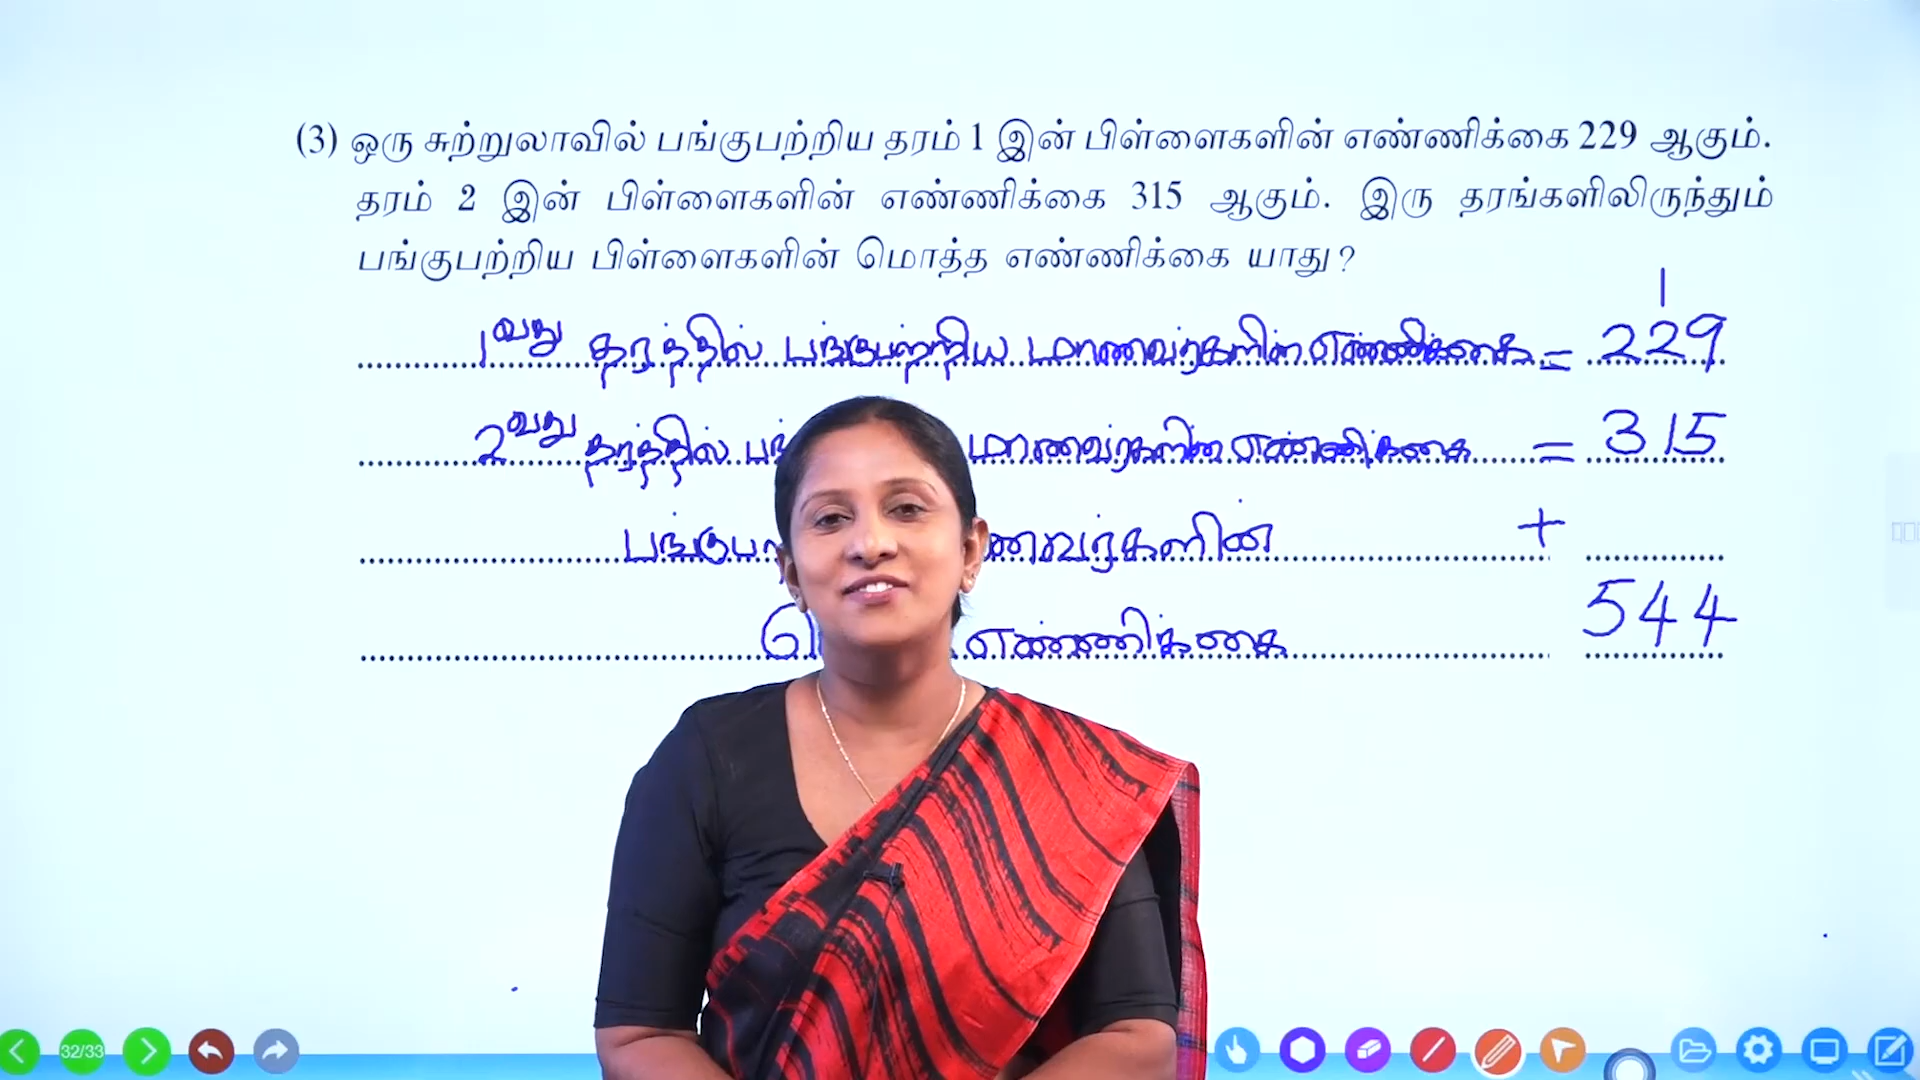 (3) ஒரு சுற்றுலாவில் பங்குபற்றிய தரம் 1 இன் பிள்ளைகளின் எண்ணிக்கை 229 ஆகும்.
தரம் 2 இன் பிள்ளைகளின் எண்ணிக்கை 315 ஆகும். இரு தரங்களிலிருந்தும்
பங்குபற்றிய பிள்ளைகளின் மொத்த எண்ணிக்கை யாது?
1
1வது தரத்தில் பங்குபற்றிய மாணவர்களின் எண்ணிக்கை = 229
2வது தரத்தில் மாணவர்களின் எண்ணிக்கை = 315
+
544
எண்ணிக்கை
32/33